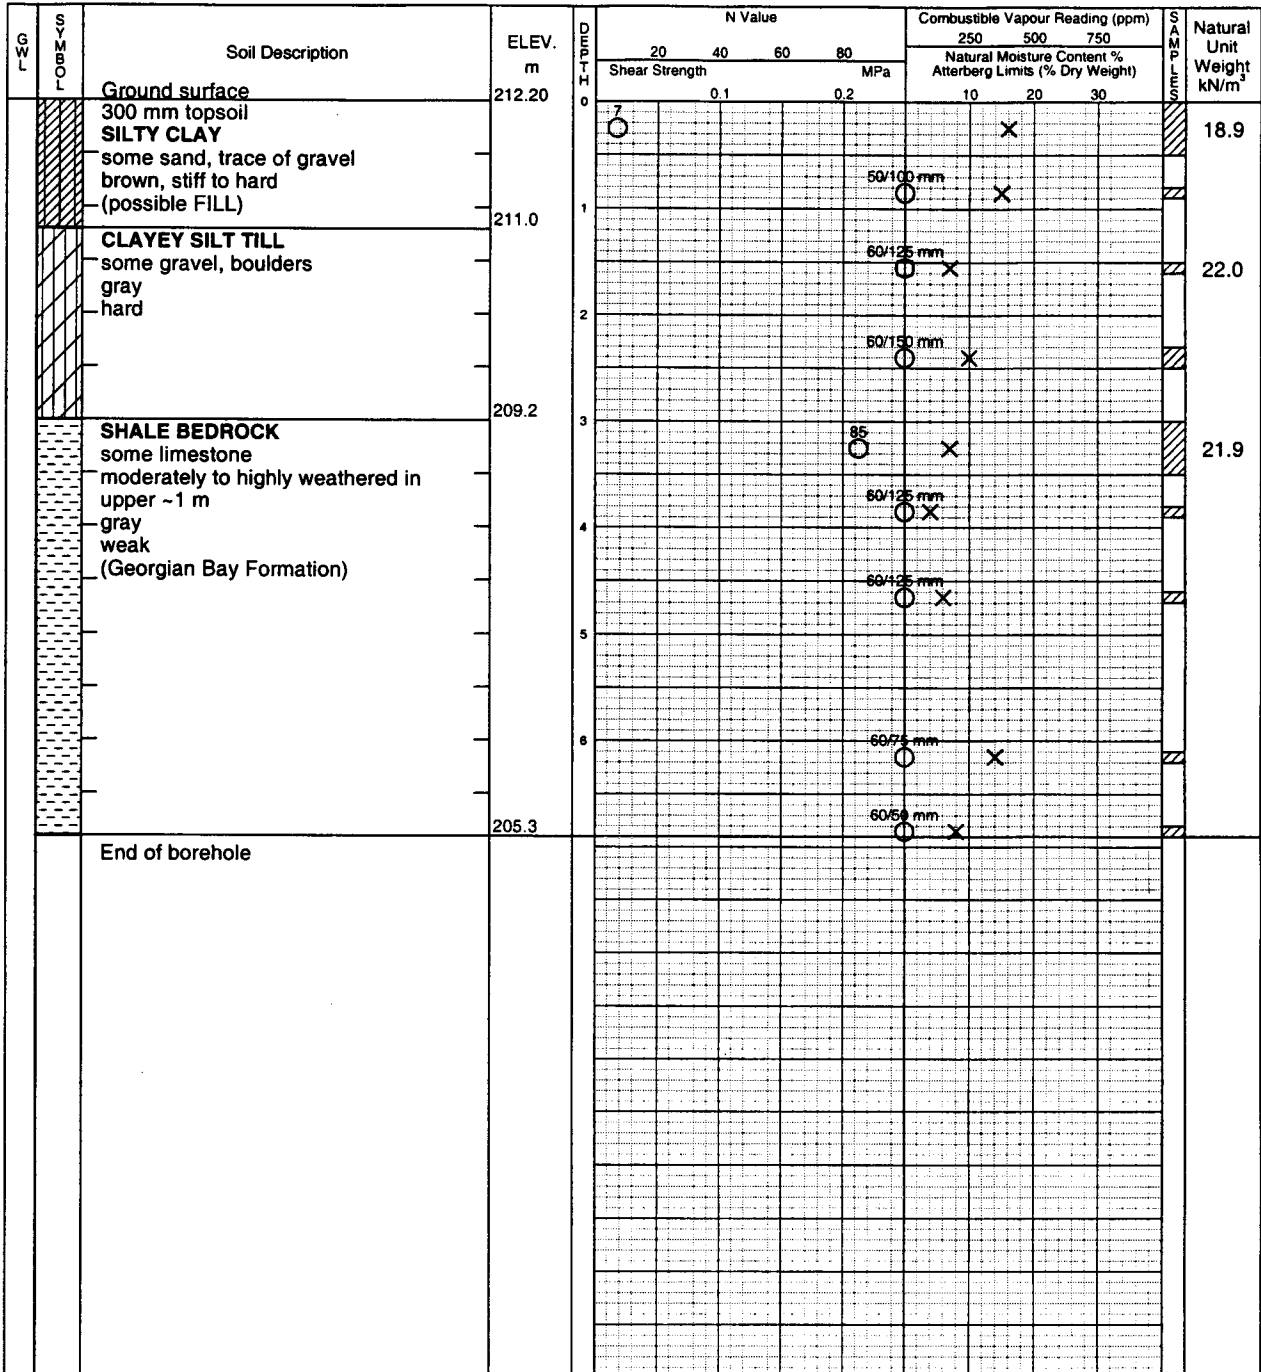 GWL
SYMBOL
Soil Description
ELEV.
m
DEPTH
N Value
20 40 60 80
Shear Strength MPa
0.1 0.2
Combustible Vapour Reading (ppm)
250 500 750
Natural Moisture Content %
Atterberg Limits (% Dry Weight)
10 20 30
SAMPLES
Natural
Unit
Weight
kN/m³
Ground surface 212.20 0
300 mm topsoil 7
SILTY CLAY 18.9
some sand, trace of gravel
brown, stiff to hard 50/100 mm
(possible FILL)
211.0 1
CLAYEY SILT TILL
some gravel, boulders 60/125 mm 22.0
gray
hard
2
60/150 mm
209.2 3
SHALE BEDROCK 85
some limestone 21.9
moderately to highly weathered in
upper ~1 m 60/125 mm
gray 4
weak
(Georgian Bay Formation) 60/125 mm
5
6
60/75 mm
60/50 mm
205.3
End of borehole